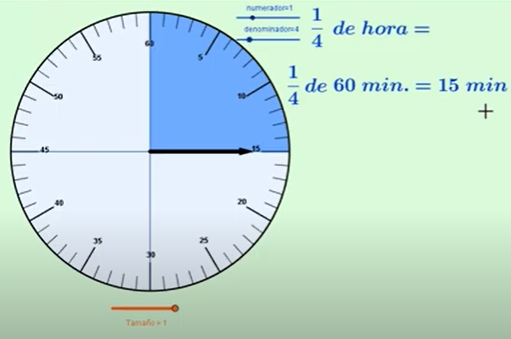 numerador=1
denominador=4
1/4 de hora =
1/4 de 60 min. = 15 min
60
5
10
15
20
25
30
35
40
45
50
55
Tamaño = 1